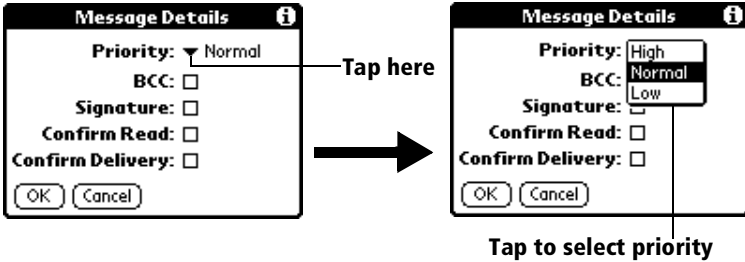 Message Details i
Priority: Normal
BCC:
Signature:
Confirm Read:
Confirm Delivery:
OK Cancel
Tap here
Message Details i
Priority: High
Normal
BCC:
Low
Signature:
Confirm Read:
Confirm Delivery:
OK Cancel
Tap to select priority